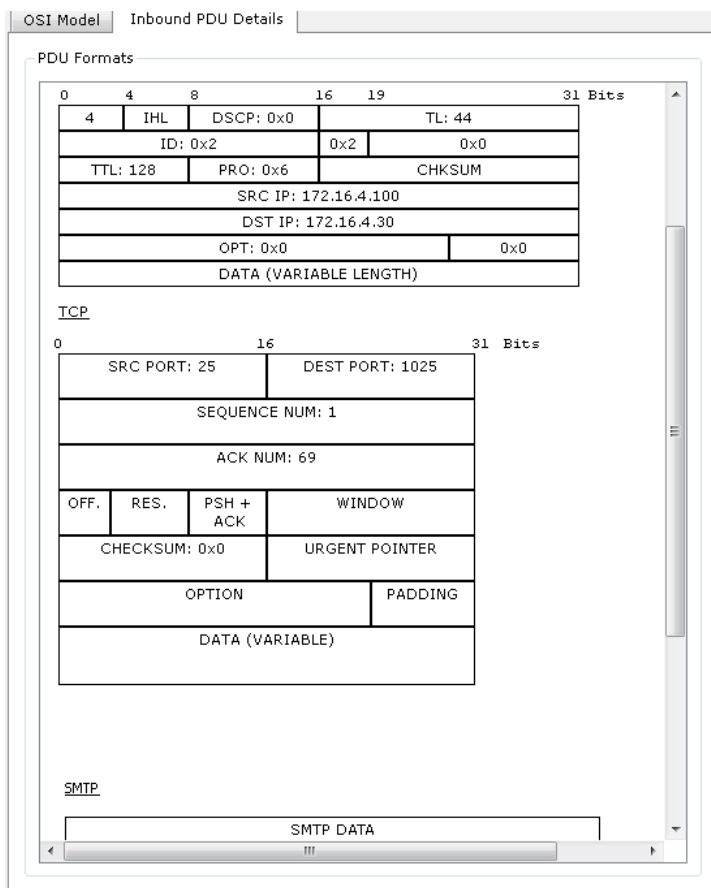 OSI Model Inbound PDU Details
PDU Formats
0 4 8 16 19 31 Bits
4 IHL DSCP: 0x0 TL: 44
ID: 0x2 0x2 0x0
TTL: 128 PRO: 0x6 CHKSUM
SRC IP: 172.16.4.100
DST IP: 172.16.4.30
OPT: 0x0 0x0
DATA (VARIABLE LENGTH)
TCP
0 16 31 Bits
SRC PORT: 25 DEST PORT: 1025
SEQUENCE NUM: 1
ACK NUM: 69
OFF. RES. PSH + ACK WINDOW
CHECKSUM: 0x0 URGENT POINTER
OPTION PADDING
DATA (VARIABLE)
SMTP
SMTP DATA